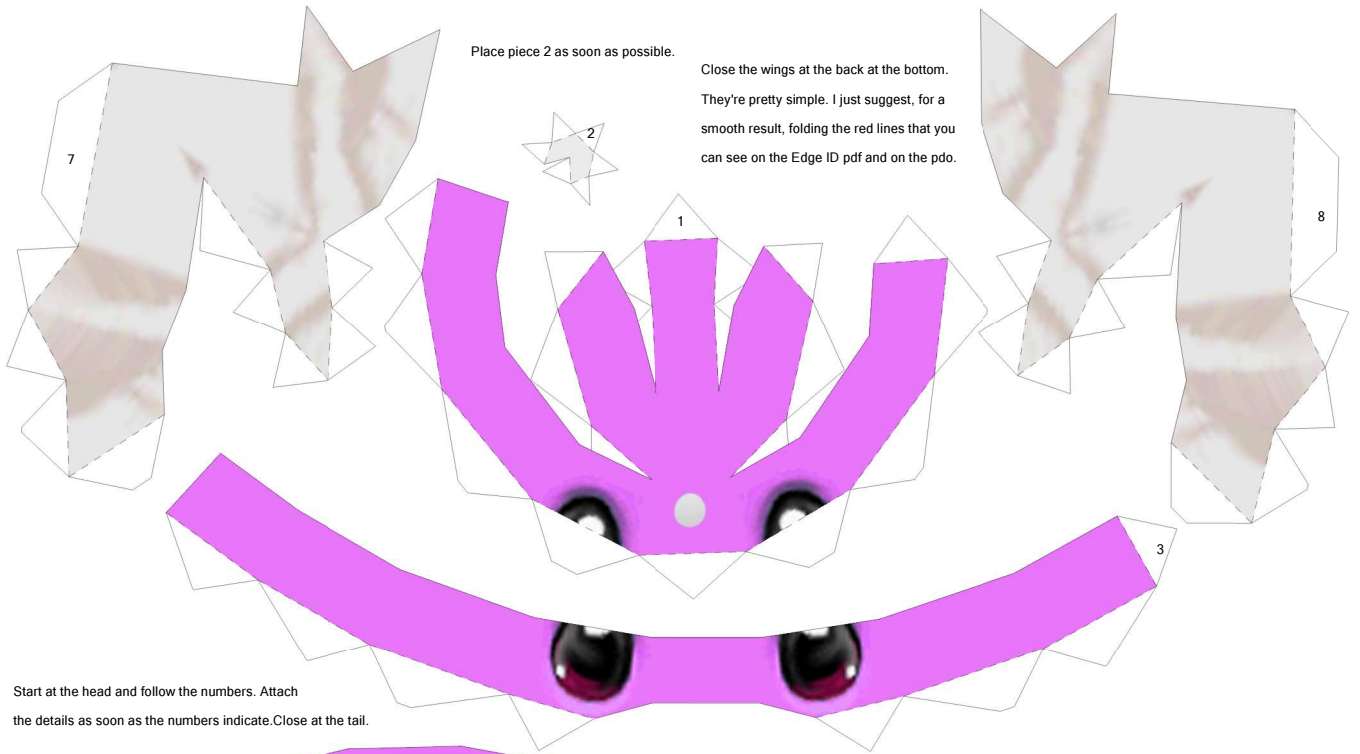 Place piece 2 as soon as possible.
Close the wings at the back at the bottom.
They're pretty simple. I just suggest, for a
smooth result, folding the red lines that you
can see on the Edge ID pdf and on the pdo.
2
7
1
8
3
Start at the head and follow the numbers. Attach
the details as soon as the numbers indicate.Close at the tail.